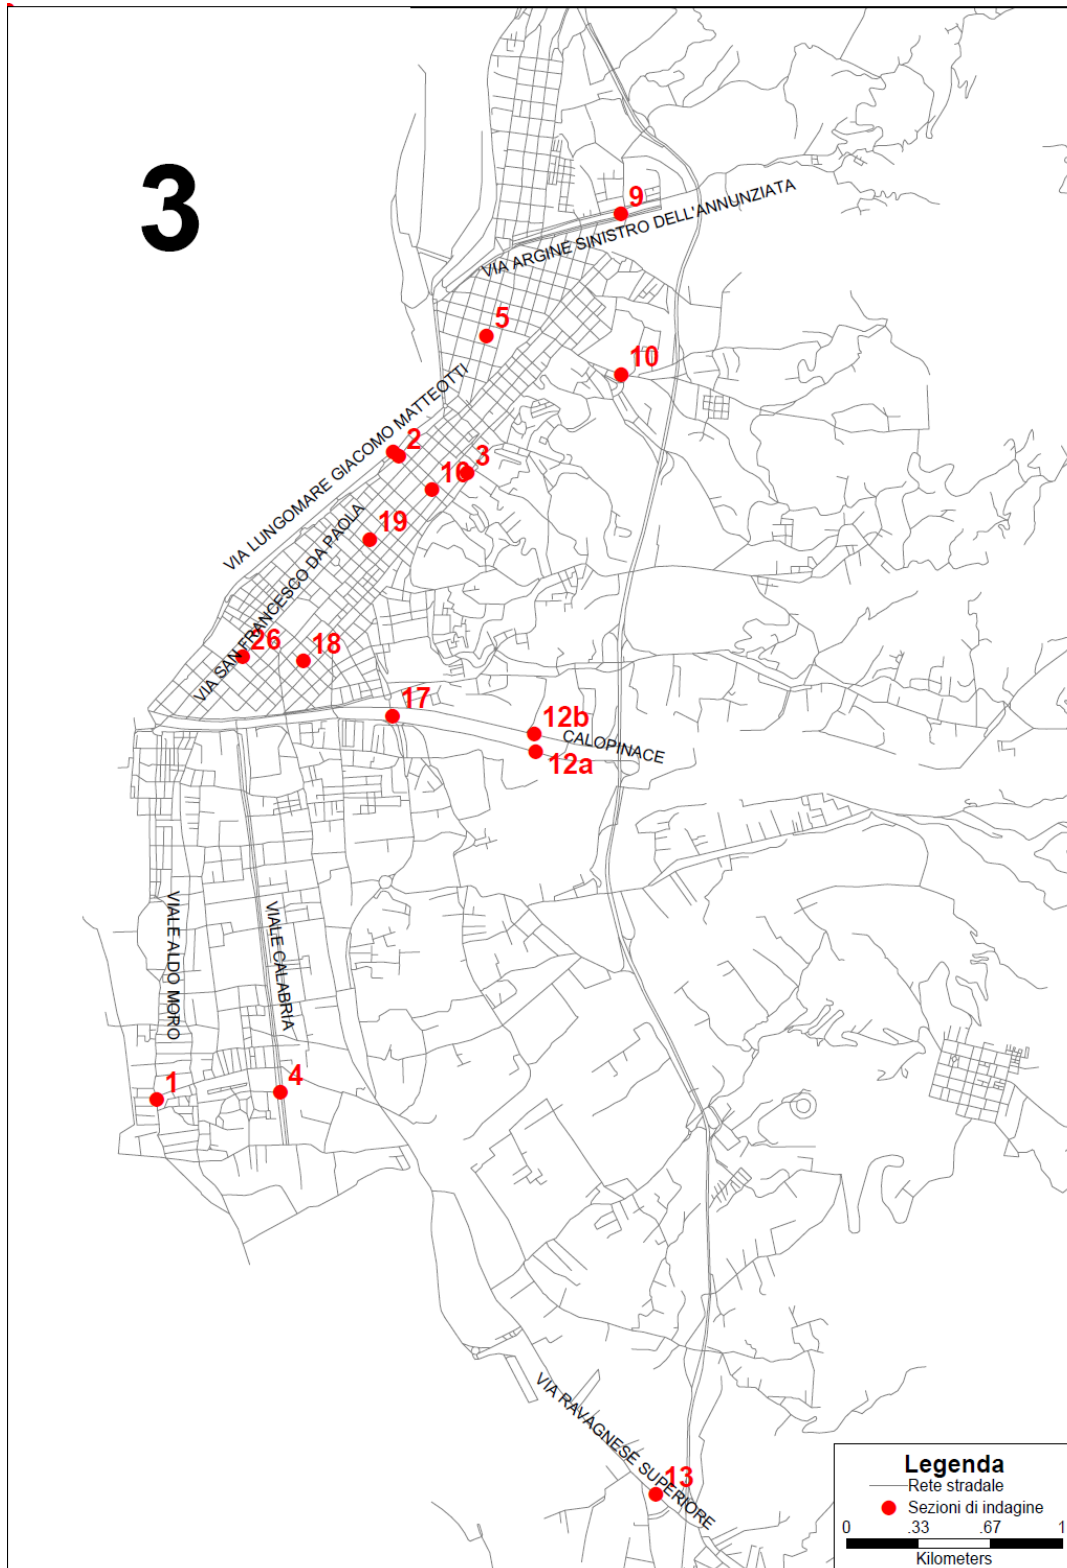 3
9
VIA ARGINE SINISTRO DELL'ANNUNZIATA
5
10
VIA LUNGOMARE GIACOMO MATTEOTTI
2
3
16
19
VIA SAN FRANCESCO DA PAOLA
26
18
17
12b
CALOPINACE
12a
VIALE ALDO MORO
VIALE CALABRIA
1
4
VIA RAVAGNESE SUPERIORE
13
Legenda
Rete stradale
Sezioni di indagine
0 .33 .67 1
Kilometers